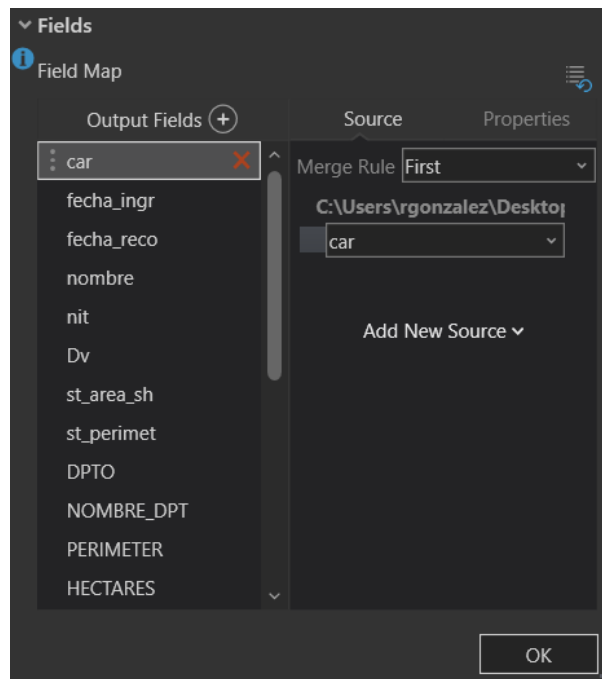 Fields
Field Map
Output Fields
Source
Properties
car
Merge Rule First
fecha_ingr
C:\Users\rgonzalez\Desktop
fecha_reco
car
nombre
nit
Add New Source
Dv
st_area_sh
st_perimet
DPTO
NOMBRE_DPT
PERIMETER
HECTARES
OK